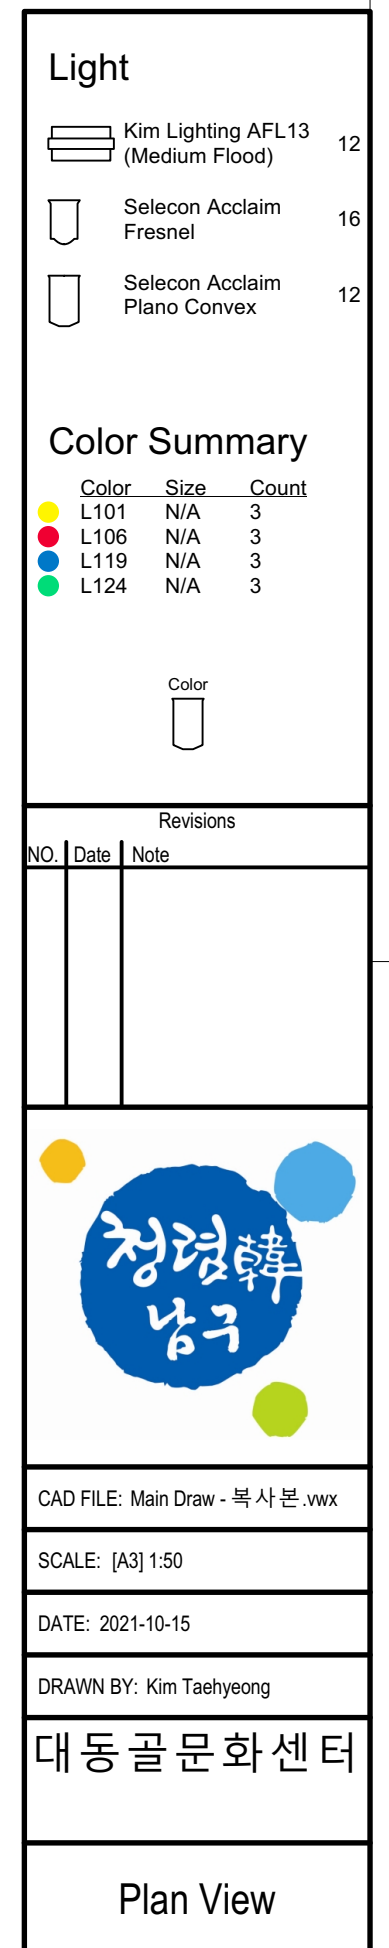 Light
Kim Lighting AFL13
(Medium Flood) 12
Selecon Acclaim
Fresnel 16
Selecon Acclaim
Plano Convex 12
Color Summary
Color Size Count
L101 N/A 3
L106 N/A 3
L119 N/A 3
L124 N/A 3
Color
Revisions
NO. Date Note
청렴韓
남구
CAD FILE: Main Draw - 복사본.vwx
SCALE: [A3] 1:50
DATE: 2021-10-15
DRAWN BY: Kim Taehyeong
대동골문화센터
Plan View